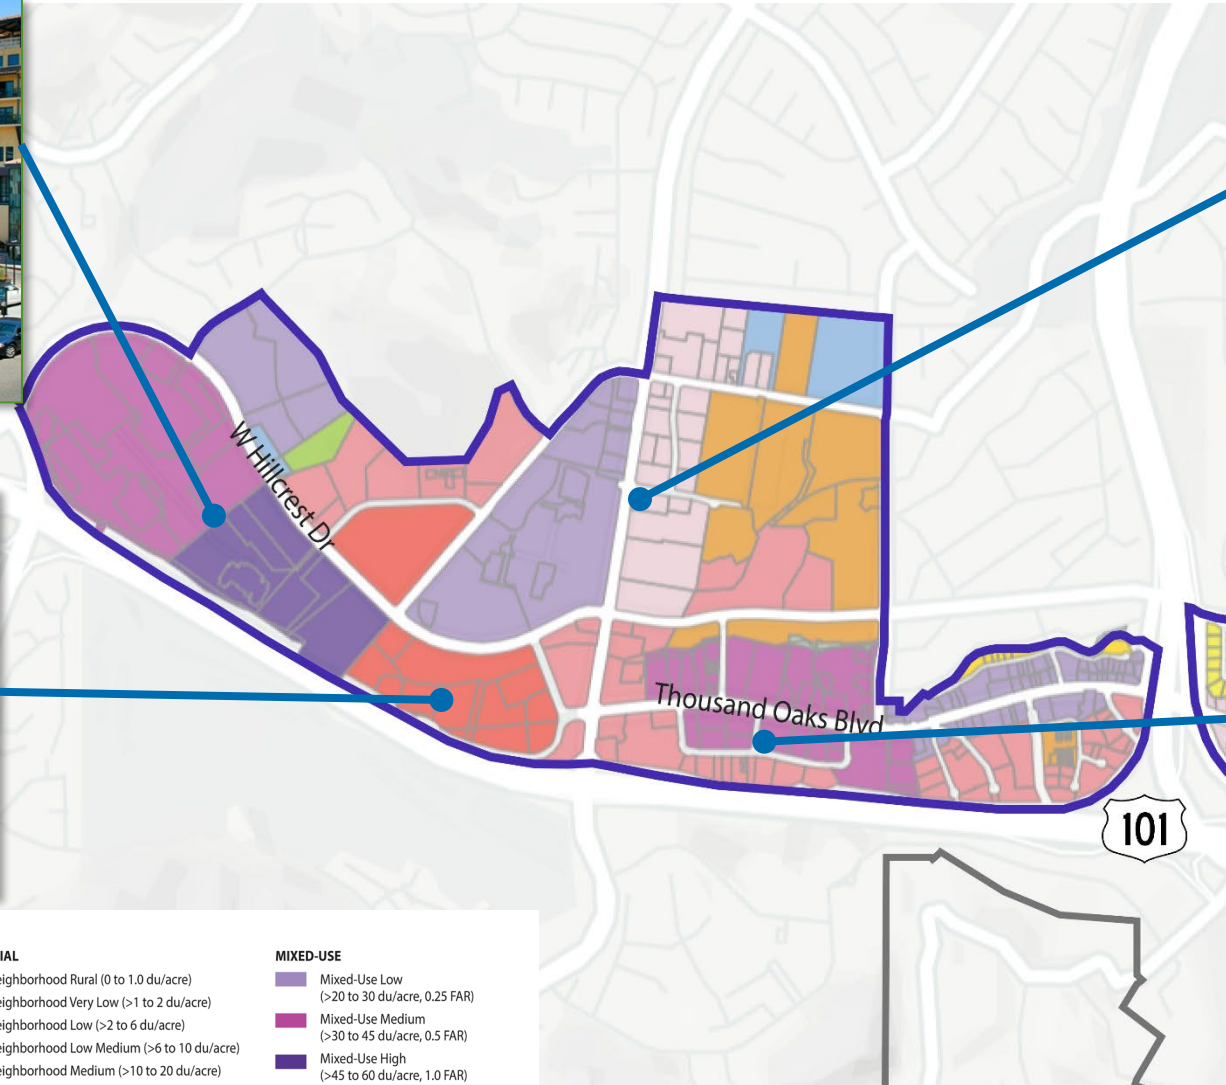 W Hillcrest Dr
Thousand Oaks Blvd
101
IAL
eighborhood Rural (0 to 1.0 du/acre)
eighborhood Very Low (>1 to 2 du/acre)
eighborhood Low (>2 to 6 du/acre)
eighborhood Low Medium (>6 to 10 du/acre)
eighborhood Medium (>10 to 20 du/acre)
MIXED-USE
Mixed-Use Low
(>20 to 30 du/acre, 0.25 FAR)
Mixed-Use Medium
(>30 to 45 du/acre, 0.5 FAR)
Mixed-Use High
(>45 to 60 du/acre, 1.0 FAR)